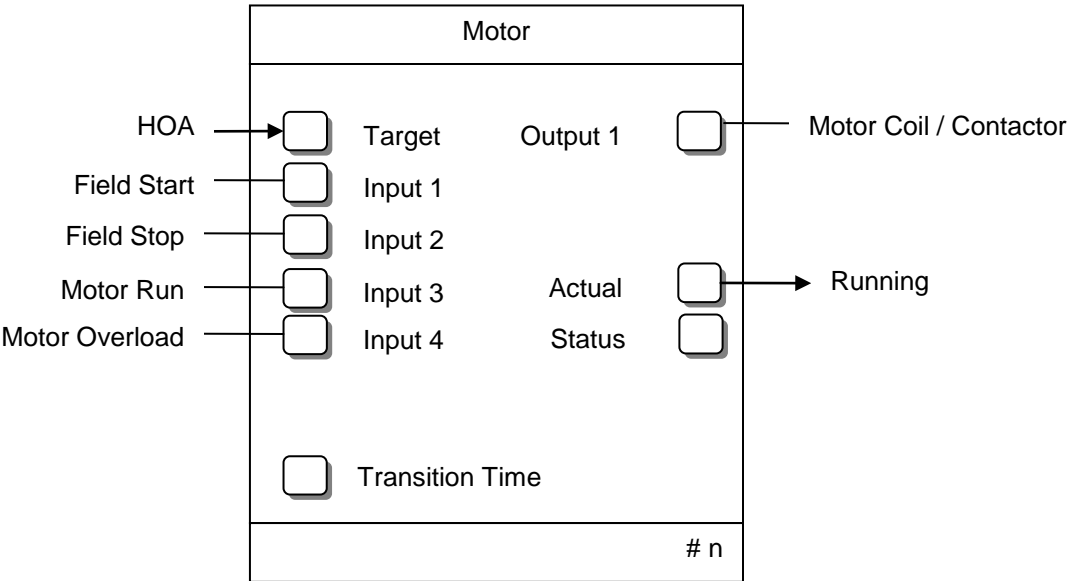 Motor
HOA Target Output 1 Motor Coil / Contactor
Field Start Input 1
Field Stop Input 2
Motor Run Input 3 Actual Running
Motor Overload Input 4 Status
Transition Time
# n